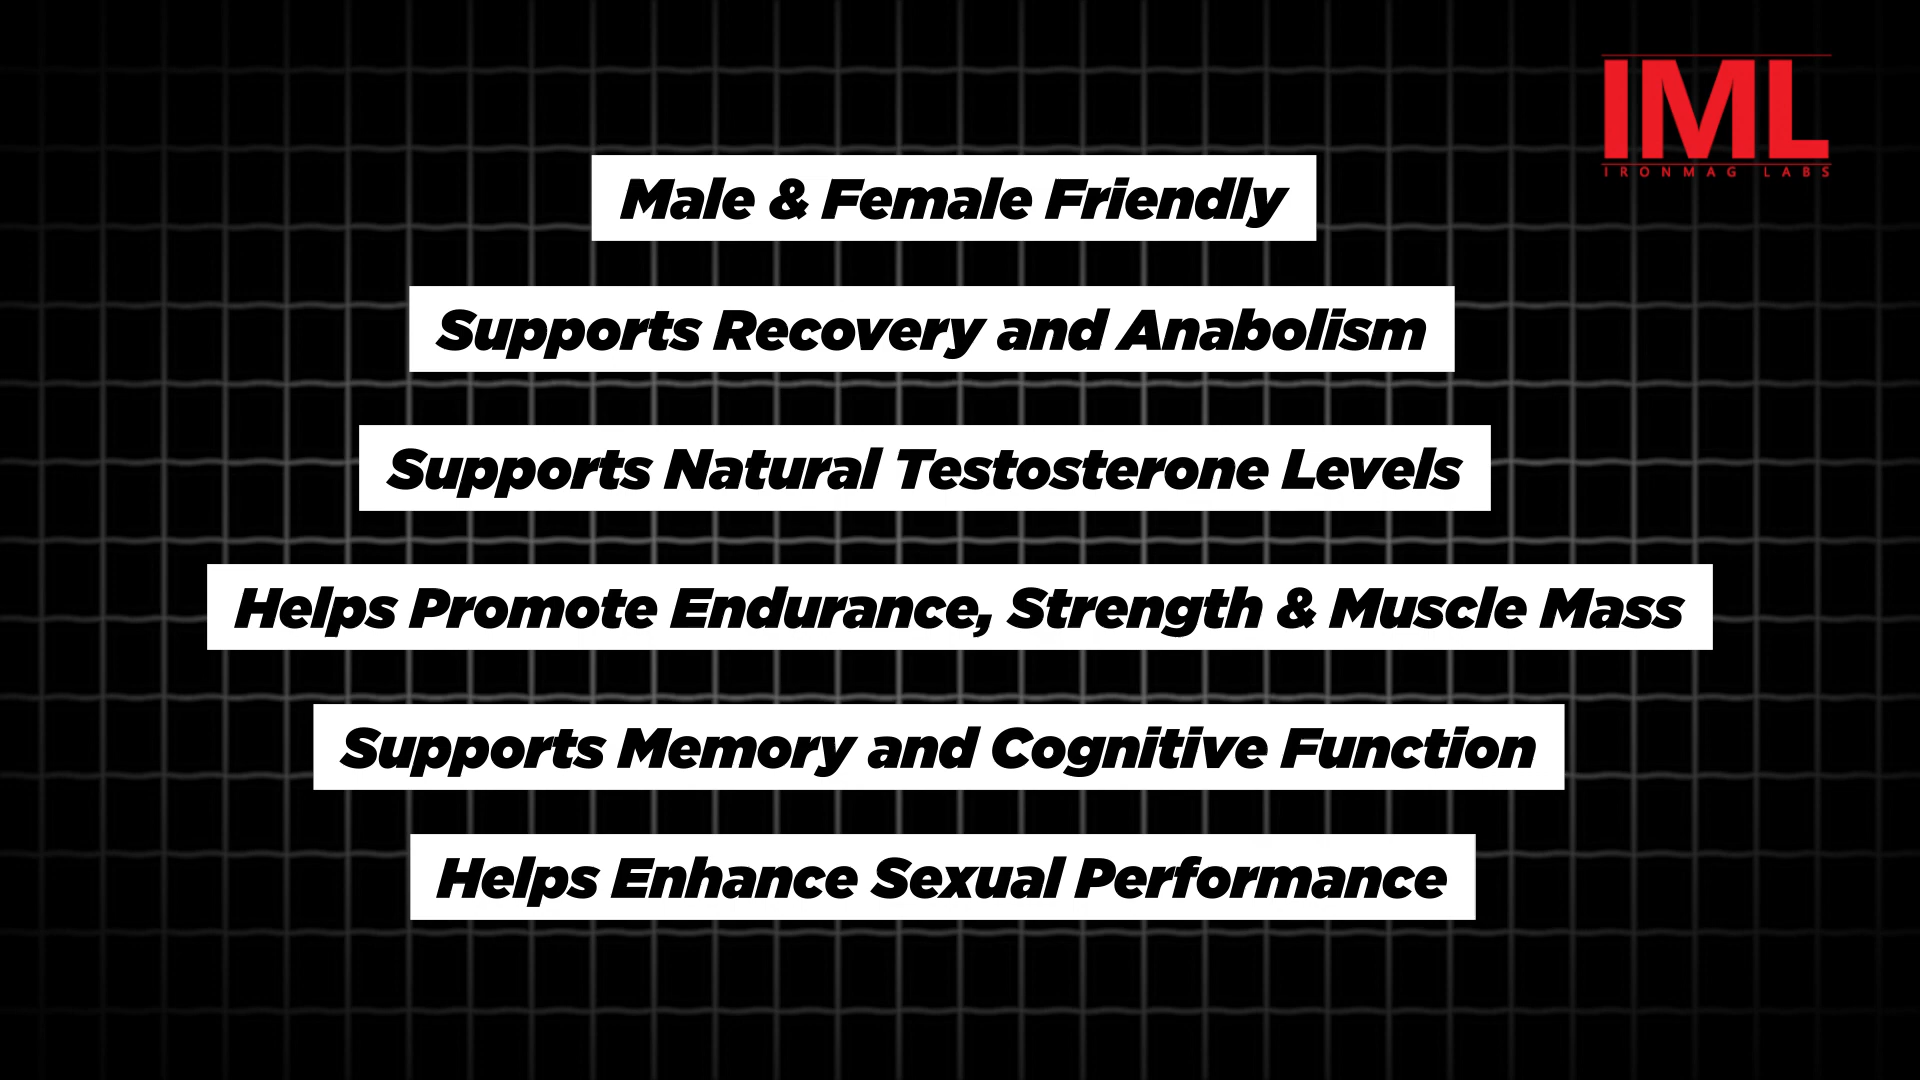 IML
IRONMAG LABS
Male & Female Friendly
Supports Recovery and Anabolism
Supports Natural Testosterone Levels
Helps Promote Endurance, Strength & Muscle Mass
Supports Memory and Cognitive Function
Helps Enhance Sexual Performance